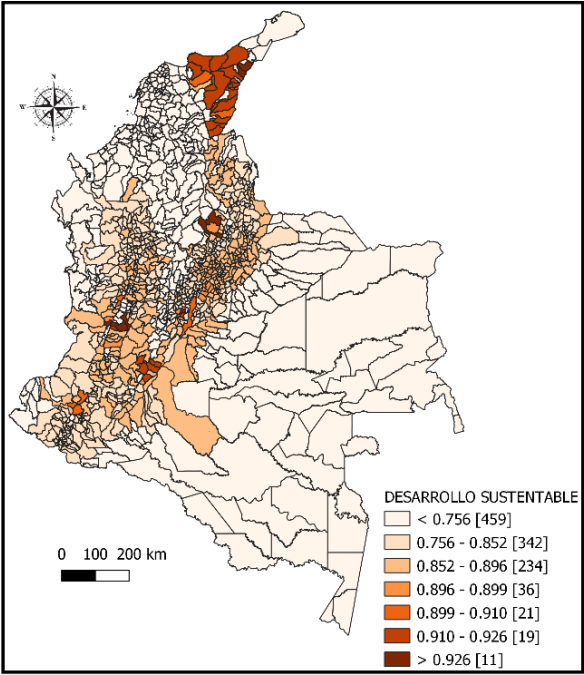 N
W E
S
DESARROLLO SUSTENTABLE
< 0.756 [459]
0.756 - 0.852 [342]
0.852 - 0.896 [234]
0.896 - 0.899 [36]
0.899 - 0.910 [21]
0.910 - 0.926 [19]
> 0.926 [11]
0 100 200 km